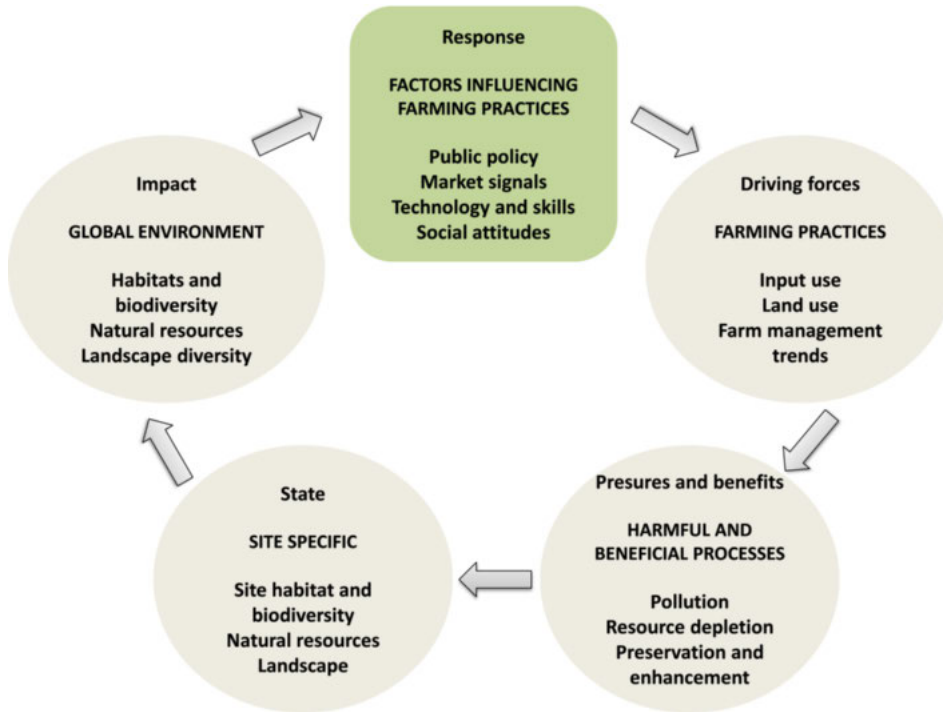 Response
FACTORS INFLUENCING
FARMING PRACTICES
Public policy
Market signals
Technology and skills
Social attitudes
Driving forces
FARMING PRACTICES
Input use
Land use
Farm management
trends
Presures and benefits
HARMFUL AND
BENEFICIAL PROCESSES
Pollution
Resource depletion
Preservation and
enhancement
State
SITE SPECIFIC
Site habitat and
biodiversity
Natural resources
Landscape
Impact
GLOBAL ENVIRONMENT
Habitats and
biodiversity
Natural resources
Landscape diversity